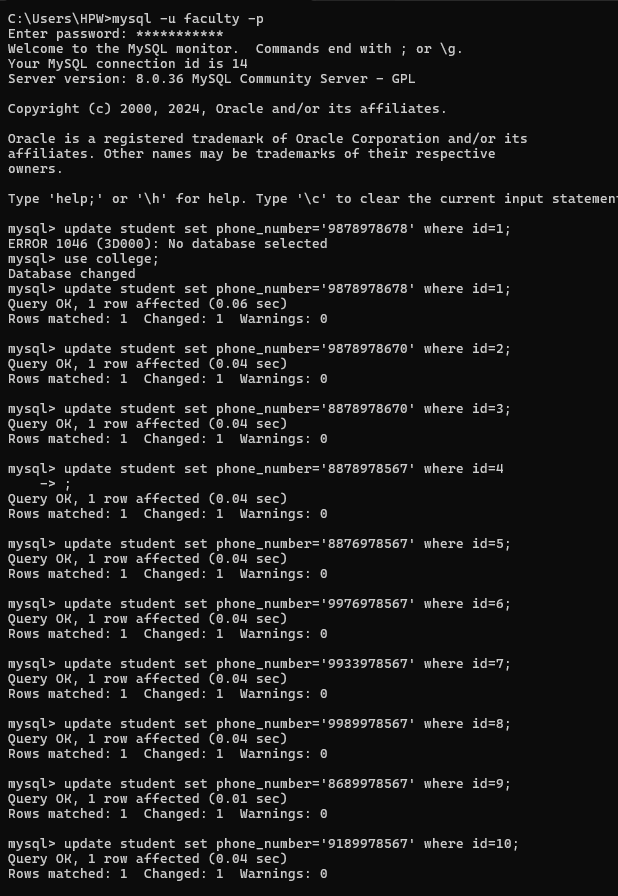 C:\Users\HPW>mysql -u faculty -p
Enter password: ***********
Welcome to the MySQL monitor.  Commands end with ; or \g.
Your MySQL connection id is 14
Server version: 8.0.36 MySQL Community Server - GPL
Copyright (c) 2000, 2024, Oracle and/or its affiliates.
Oracle is a registered trademark of Oracle Corporation and/or its
affiliates. Other names may be trademarks of their respective
owners.
Type 'help;' or '\h' for help. Type '\c' to clear the current input statement
mysql> update student set phone_number='9878978678' where id=1;
ERROR 1046 (3D000): No database selected
mysql> use college;
Database changed
mysql> update student set phone_number='9878978678' where id=1;
Query OK, 1 row affected (0.06 sec)
Rows matched: 1  Changed: 1  Warnings: 0
mysql> update student set phone_number='9878978670' where id=2;
Query OK, 1 row affected (0.04 sec)
Rows matched: 1  Changed: 1  Warnings: 0
mysql> update student set phone_number='8878978670' where id=3;
Query OK, 1 row affected (0.04 sec)
Rows matched: 1  Changed: 1  Warnings: 0
mysql> update student set phone_number='8878978567' where id=4
    -> ;
Query OK, 1 row affected (0.04 sec)
Rows matched: 1  Changed: 1  Warnings: 0
mysql> update student set phone_number='8876978567' where id=5;
Query OK, 1 row affected (0.04 sec)
Rows matched: 1  Changed: 1  Warnings: 0
mysql> update student set phone_number='9976978567' where id=6;
Query OK, 1 row affected (0.04 sec)
Rows matched: 1  Changed: 1  Warnings: 0
mysql> update student set phone_number='9933978567' where id=7;
Query OK, 1 row affected (0.04 sec)
Rows matched: 1  Changed: 1  Warnings: 0
mysql> update student set phone_number='9989978567' where id=8;
Query OK, 1 row affected (0.04 sec)
Rows matched: 1  Changed: 1  Warnings: 0
mysql> update student set phone_number='8689978567' where id=9;
Query OK, 1 row affected (0.01 sec)
Rows matched: 1  Changed: 1  Warnings: 0
mysql> update student set phone_number='9189978567' where id=10;
Query OK, 1 row affected (0.04 sec)
Rows matched: 1  Changed: 1  Warnings: 0